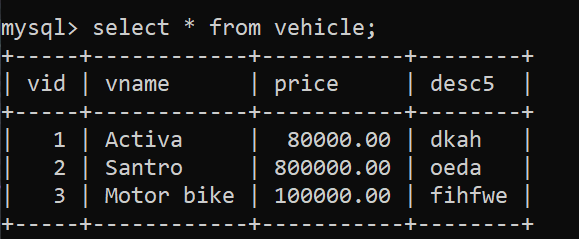 mysql> select * from vehicle;
+-----+------------+-----------+--------+
| vid | vname      | price     | desc5  |
+-----+------------+-----------+--------+
|   1 | Activa     |  80000.00 | dkah   |
|   2 | Santro     | 800000.00 | oeda   |
|   3 | Motor bike | 100000.00 | fihfwe |
+-----+------------+-----------+--------+